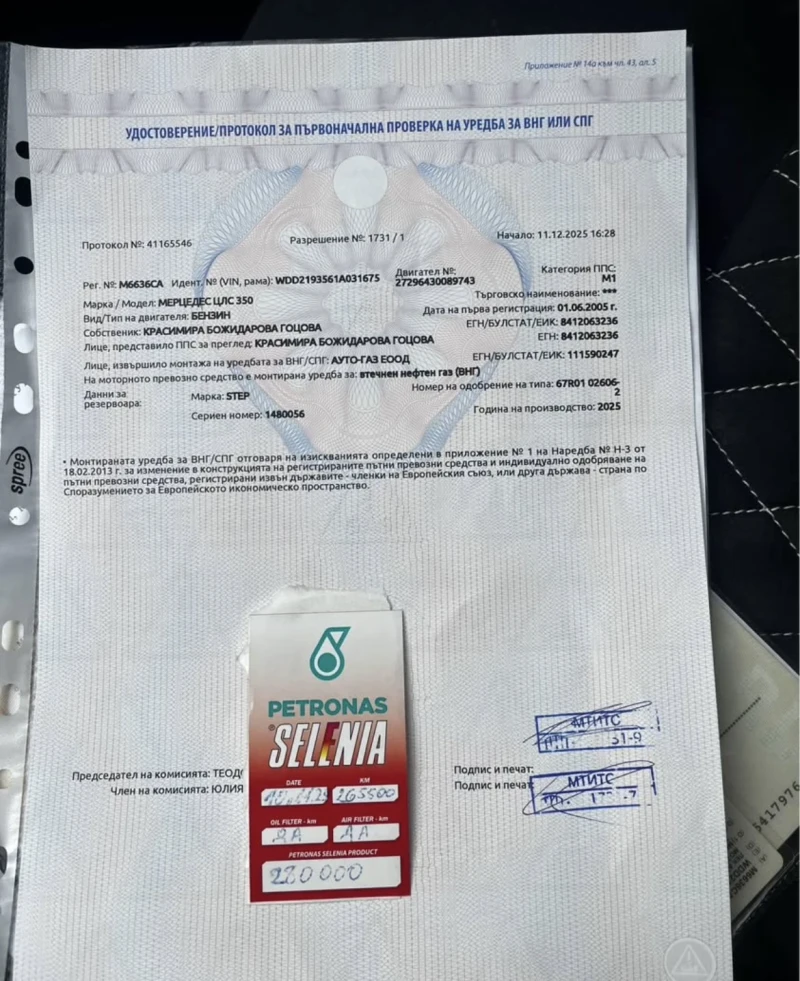 Приложение № 14а към чл. 43, ал. 5
УДОСТОВЕРЕНИЕ/ПРОТОКОЛ ЗА ПЪРВОНАЧАЛНА ПРОВЕРКА НА УРЕДБА ЗА ВНГ ИЛИ СПГ
Протокол №: 41165546 Разрешение №: 1731 / 1 Начало: 11.12.2025 16:28
Рег. №: М6636СА Идент. № (VIN, рама): WDD2193561A031675 Двигател №: 27296430089743 Категория ППС: M1
Марка / Модел: МЕРЦЕДЕС ЦЛС 350 Търговско наименование: ***
Вид/Тип на двигателя: БЕНЗИН Дата на първа регистрация: 01.06.2005 г.
Собственик: КРАСИМИРА БОЖИДАРОВА ГОЦОВА ЕГН/БУЛСТАТ/ЕИК: 8412063236
Лице, представило ППС за преглед: КРАСИМИРА БОЖИДАРОВА ГОЦОВА ЕГН: 8412063236
Лице, извършило монтажа на уредбата за ВНГ/СПГ: АУТО-ГАЗ ЕООД ЕГН/БУЛСТАТ/ЕИК: 111590247
На моторното превозно средство е монтирана уредба за: втечнен нефтен газ (ВНГ)
Данни за резервоара: Марка: STEP Номер на одобрение на типа: 67R01 02606-2
Сериен номер: 1480056 Година на производство: 2025
• Монтираната уредба за ВНГ/СПГ отговаря на изискванията определени в приложение № 1 на Наредба № Н-3 от
18.02.2013 г. за изменение в конструкцията на регистрираните пътни превозни средства и индивидуално одобряване на
пътни превозни средства, регистрирани извън държавите - членки на Европейския съюз, или друга държава - страна по
Споразумението за Европейското икономическо пространство.
spree
PETRONAS
SELENIA
DATE KM
265500
OIL FILTER - km AIR FILTER - km
ДА ДА
PETRONAS SELENIA PRODUCT
220000
Председател на комисията: ТЕОД
Член на комисията: ЮЛИЯ
Подпис и печат:
Подпис и печат
МТИТС
51-9
МТИТС
5417976